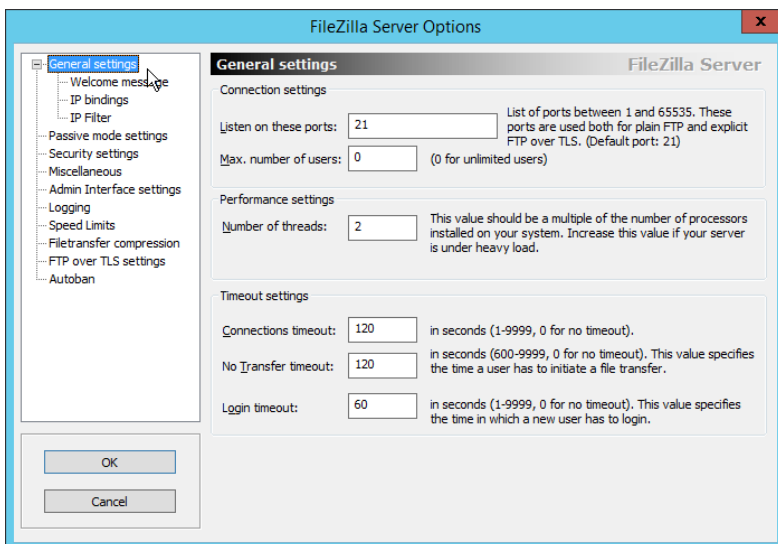 FileZilla Server Options
x
General settings
Welcome message
IP bindings
IP Filter
Passive mode settings
Security settings
Miscellaneous
Admin Interface settings
Logging
Speed Limits
Filetransfer compression
FTP over TLS settings
Autoban
OK
Cancel
General settings
FileZilla Server
Connection settings
Listen on these ports: 21
List of ports between 1 and 65535. These
ports are used both for plain FTP and explicit
FTP over TLS. (Default port: 21)
Max. number of users: 0 (0 for unlimited users)
Performance settings
Number of threads: 2
This value should be a multiple of the number of processors
installed on your system. Increase this value if your server
is under heavy load.
Timeout settings
Connections timeout: 120 in seconds (1-9999, 0 for no timeout).
No Transfer timeout: 120
in seconds (600-9999, 0 for no timeout). This value specifies
the time a user has to initiate a file transfer.
Login timeout: 60
in seconds (1-9999, 0 for no timeout). This value specifies
the time in which a new user has to login.